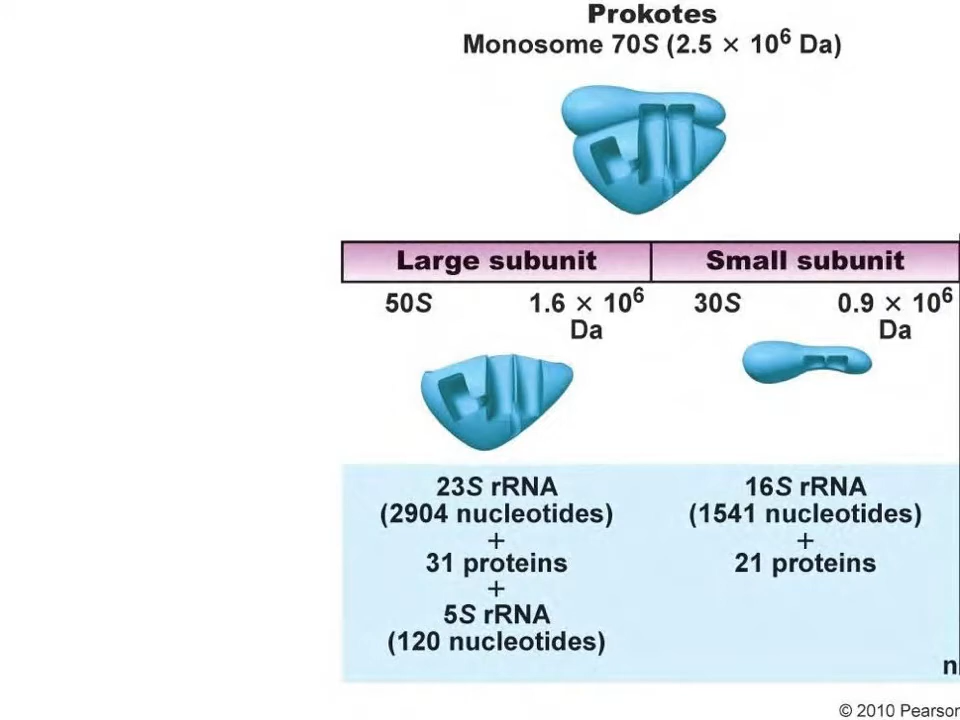 Prokotes
Monosome 70S (2.5 × 10⁶ Da)
Large subunit
Small subunit
50S
1.6 × 10⁶
Da
30S
0.9 × 10⁶
Da
23S rRNA
(2904 nucleotides)
+
31 proteins
+
5S rRNA
(120 nucleotides)
16S rRNA
(1541 nucleotides)
+
21 proteins
© 2010 Pearson